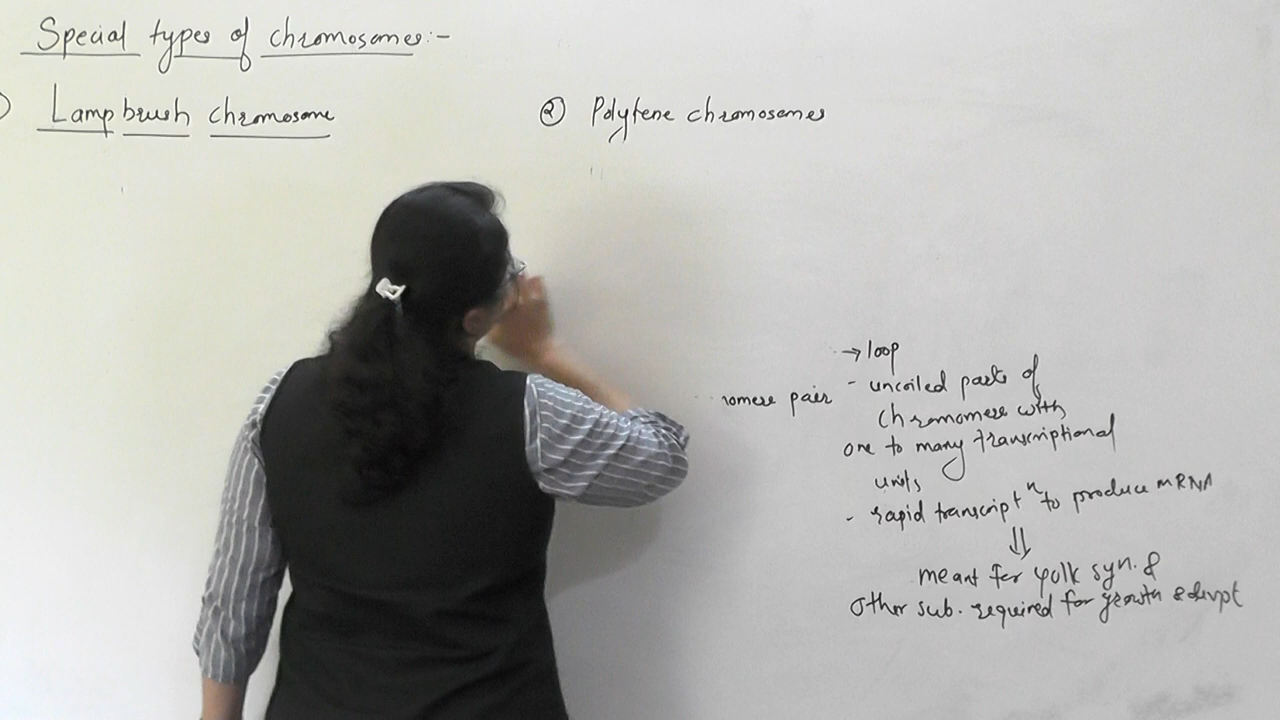 Special types of chromosomes:-
Lampbrush chromosome
② Polytene chromosomes
→ loop
omere pair - uncoiled parts of
chromomere with
one to many transcriptional
units
- rapid transcriptⁿ to produce mRNA
⇓
meant for yolk syn. &
other sub. required for growth & devpt